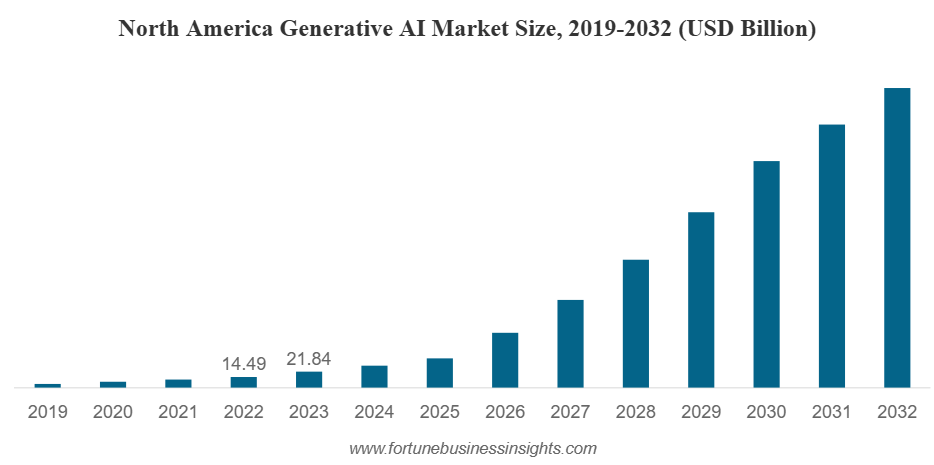 North America Generative AI Market Size, 2019-2032 (USD Billion)
14.49 21.84
2019 2020 2021 2022 2023 2024 2025 2026 2027 2028 2029 2030 2031 2032
www.fortunebusinessinsights.com